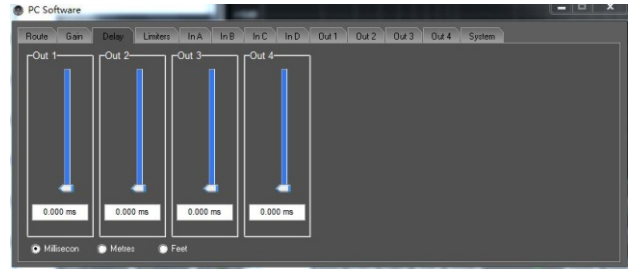 PC Software
Route Gain Delay Limiters In A In B In C In D Out 1 Out 2 Out 3 Out 4 System
Out 1 Out 2 Out 3 Out 4
0.000 ms 0.000 ms 0.000 ms 0.000 ms
Millisecon Metres Feet